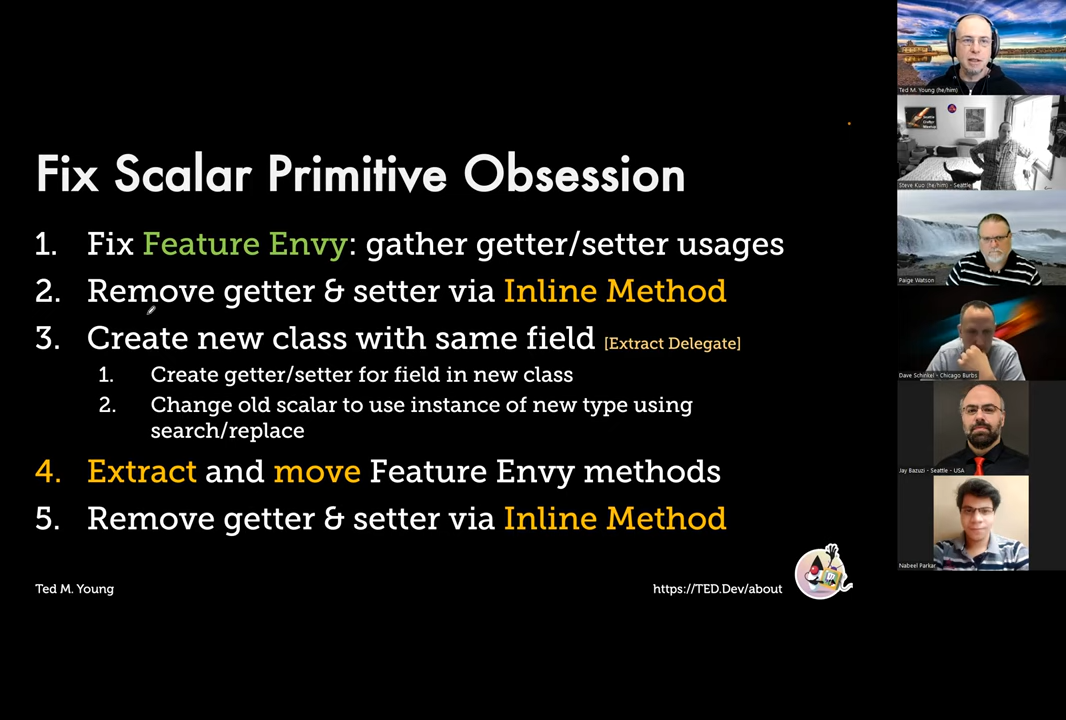 Fix Scalar Primitive Obsession
1. Fix Feature Envy: gather getter/setter usages
2. Remove getter & setter via Inline Method
3. Create new class with same field [Extract Delegate]
1. Create getter/setter for field in new class
2. Change old scalar to use instance of new type using
search/replace
4. Extract and move Feature Envy methods
5. Remove getter & setter via Inline Method
Ted M. Young
https://TED.Dev/about
Ted M. Young (he/him)
Steve Kuo (he/him) - Seattle
Paige Watson
Dave Schinkel - Chicago Burbs
Jay Bazuzi - Seattle - USA
Nabeel Parkar